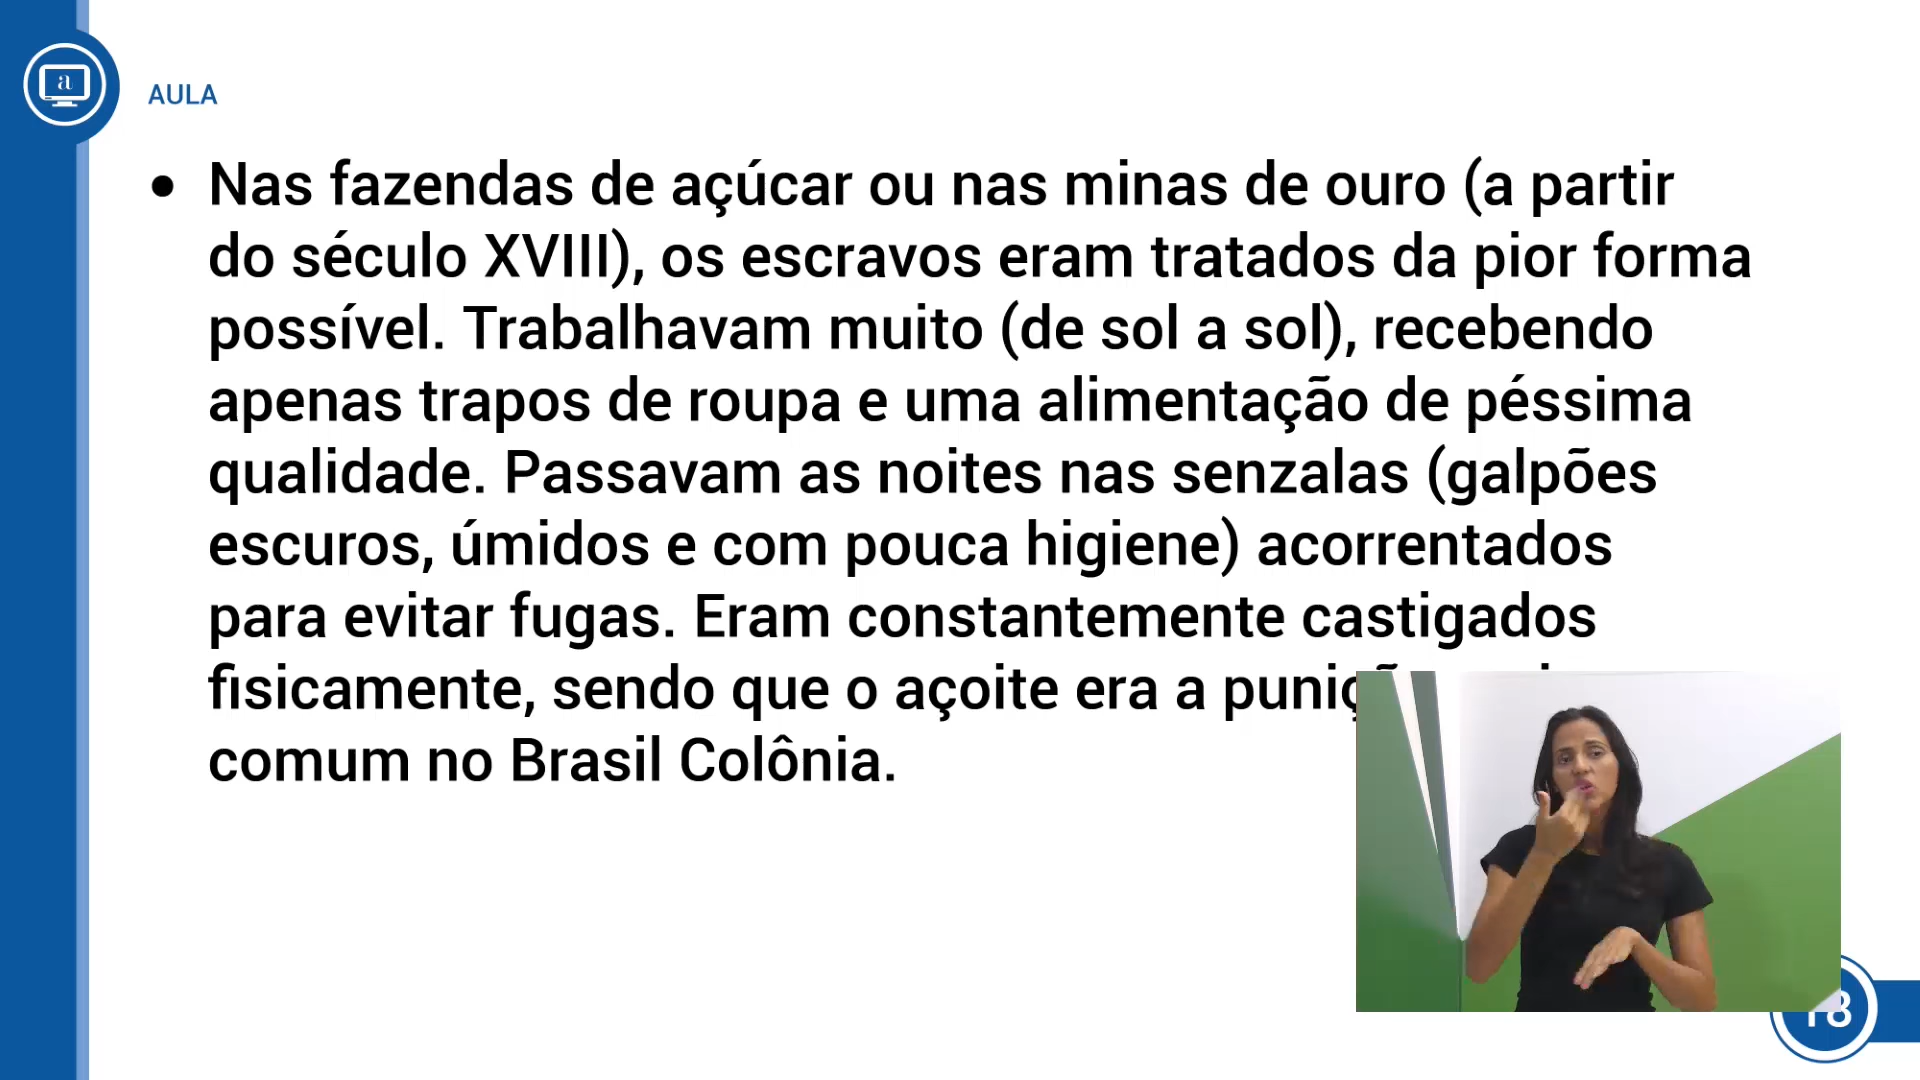 a
AULA
• Nas fazendas de açúcar ou nas minas de ouro (a partir
do século XVIII), os escravos eram tratados da pior forma
possível. Trabalhavam muito (de sol a sol), recebendo
apenas trapos de roupa e uma alimentação de péssima
qualidade. Passavam as noites nas senzalas (galpões
escuros, úmidos e com pouca higiene) acorrentados
para evitar fugas. Eram constantemente castigados
fisicamente, sendo que o açoite era a
comum no Brasil Colônia.
18